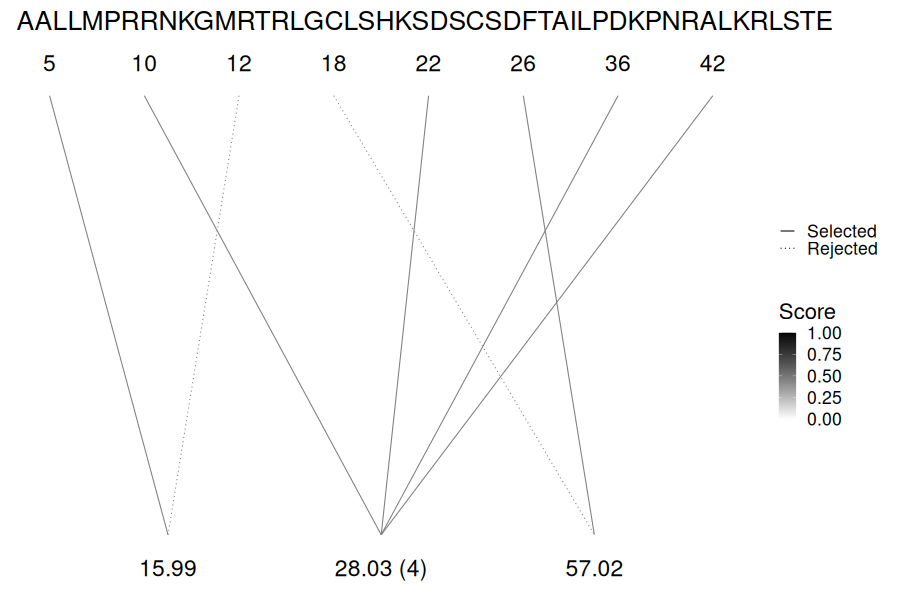 AALLMPRRNKGMRTRLGCLSHKSDSCSDFTAILPDKPNRALKRLSTE
5 10 12 18 22 26 36 42
Selected
Rejected
Score
1.00
0.75
0.50
0.25
0.00
15.99 28.03 (4) 57.02